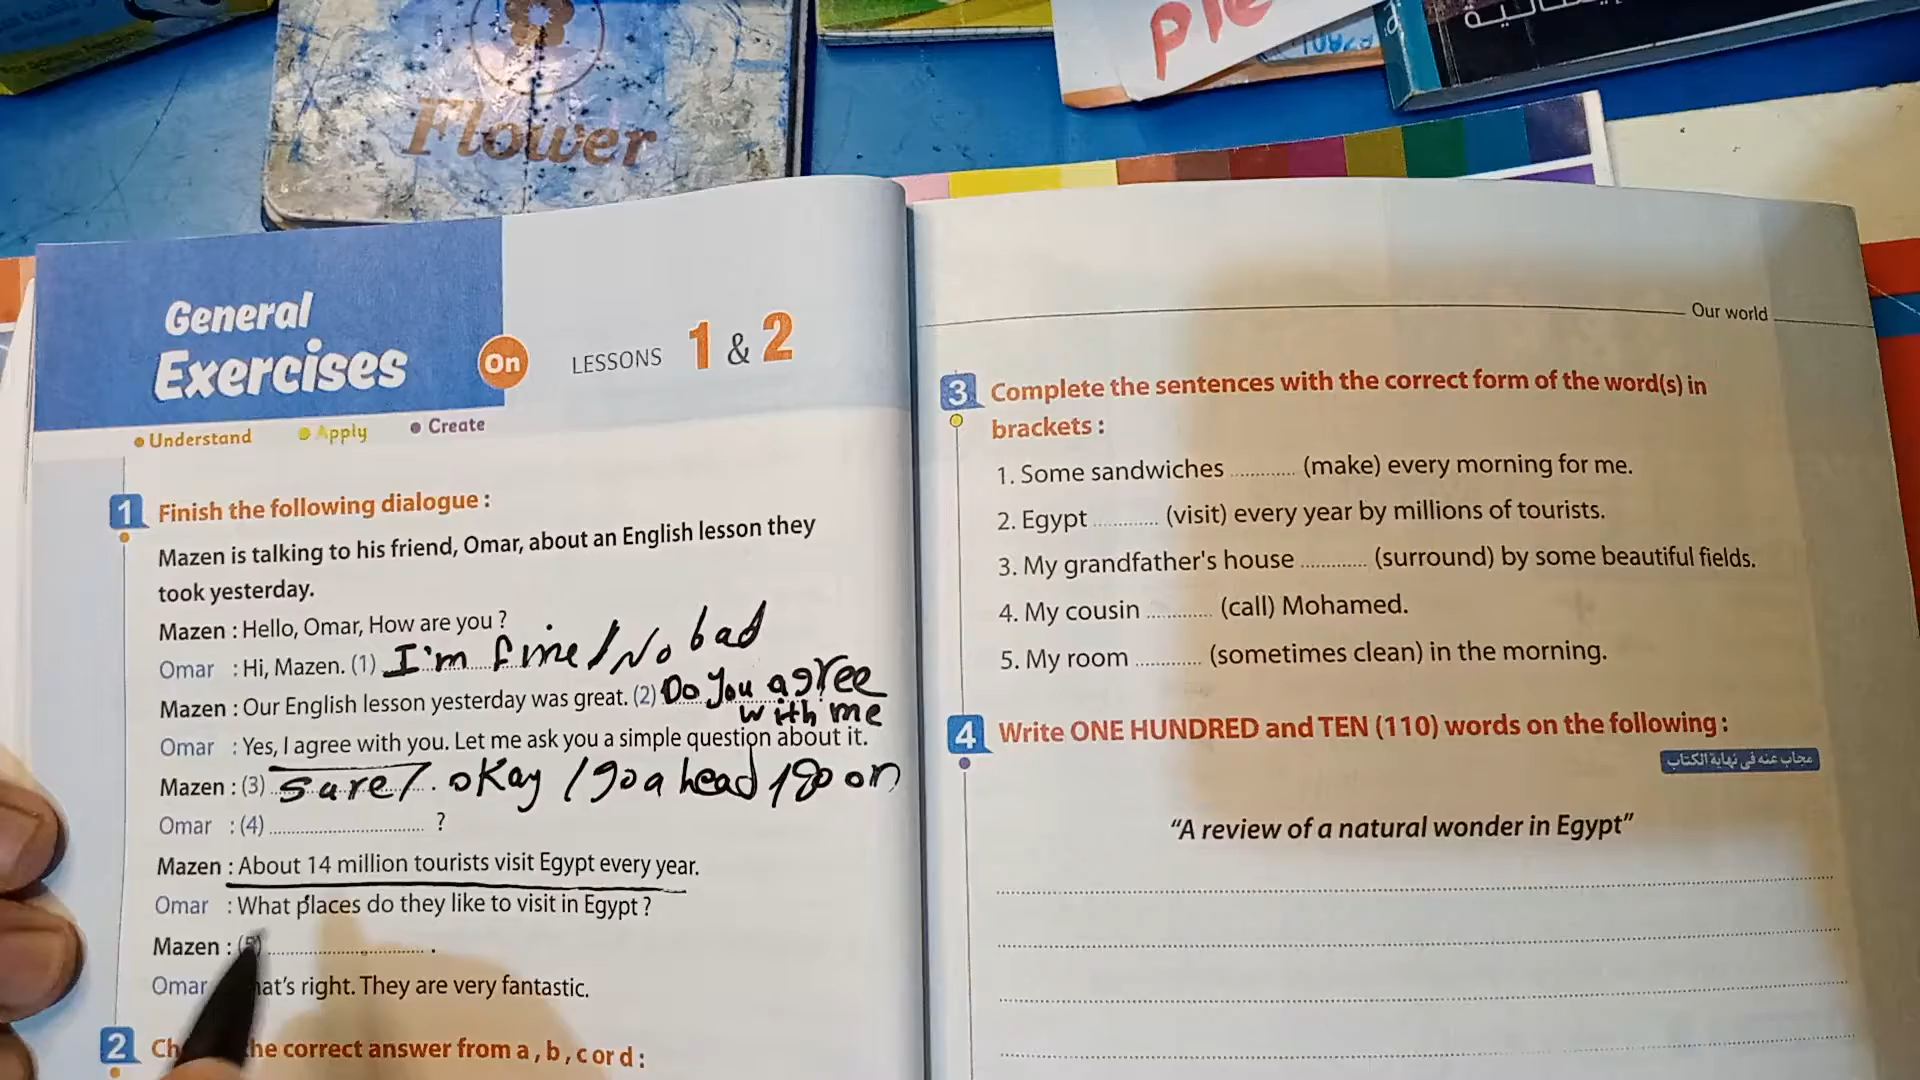 Flower
ple
General
Exercises
On
LESSONS 1 & 2
Understand
Apply
Create
1 Finish the following dialogue :
Mazen is talking to his friend, Omar, about an English lesson they
took yesterday.
Mazen : Hello, Omar, How are you ?
Omar : Hi, Mazen. (1) I'm fine / No bad
Mazen : Our English lesson yesterday was great. (2) Do You agree
with me
Omar : Yes, I agree with you. Let me ask you a simple question about it.
Mazen : (3) sure / . okay / go a head / go on
Omar : (4) ........................ ?
Mazen : About 14 million tourists visit Egypt every year.
Omar : What places do they like to visit in Egypt ?
Mazen : (5) ........................ .
Omar at's right. They are very fantastic.
2 Ch he correct answer from a , b , c or d :
Our world
3 Complete the sentences with the correct form of the word(s) in
brackets :
1. Some sandwiches ............ (make) every morning for me.
2. Egypt ............ (visit) every year by millions of tourists.
3. My grandfather's house ............ (surround) by some beautiful fields.
4. My cousin ............ (call) Mohamed.
5. My room ............ (sometimes clean) in the morning.
4 Write ONE HUNDRED and TEN (110) words on the following :
مجاب عنه في نهاية الكتاب
"A review of a natural wonder in Egypt"